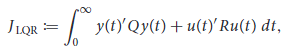 J_LQR ≔ ∫_0^∞ y(t)′Qy(t) + u(t)′Ru(t) dt,